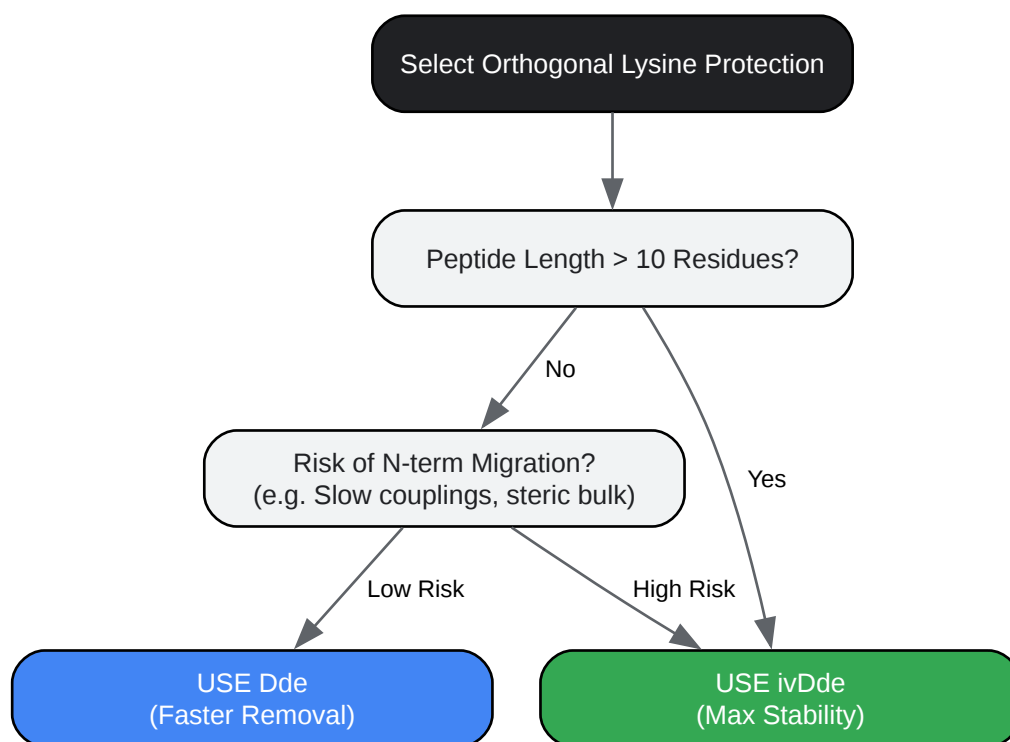 Select Orthogonal Lysine Protection
Peptide Length > 10 Residues?
No
Risk of N-term Migration?
(e.g. Slow couplings, steric bulk)
Yes
Low Risk
High Risk
USE Dde
(Faster Removal)
USE ivDde
(Max Stability)